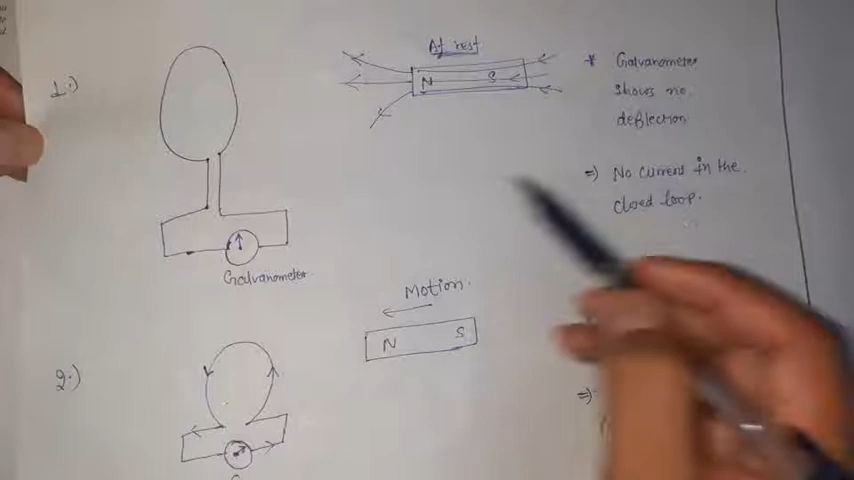 1.)
At rest
N S
* Galvanometer
shows no
deflection
=> No current in the
closed loop.
Galvanometer
Motion.
N S
2.)
=>